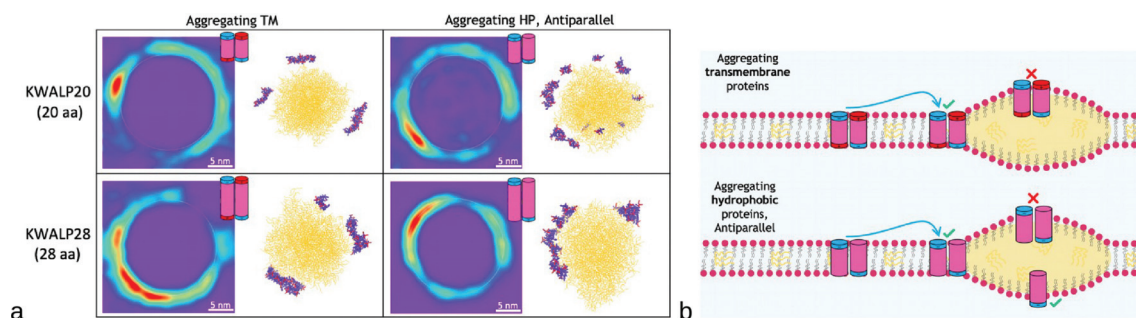 Aggregating TM
Aggregating HP, Antiparallel
KWALP20
(20 aa)
5 nm
5 nm
KWALP28
(28 aa)
5 nm
5 nm
a
Aggregating
transmembrane
proteins
Aggregating
hydrophobic
proteins,
Antiparallel
b